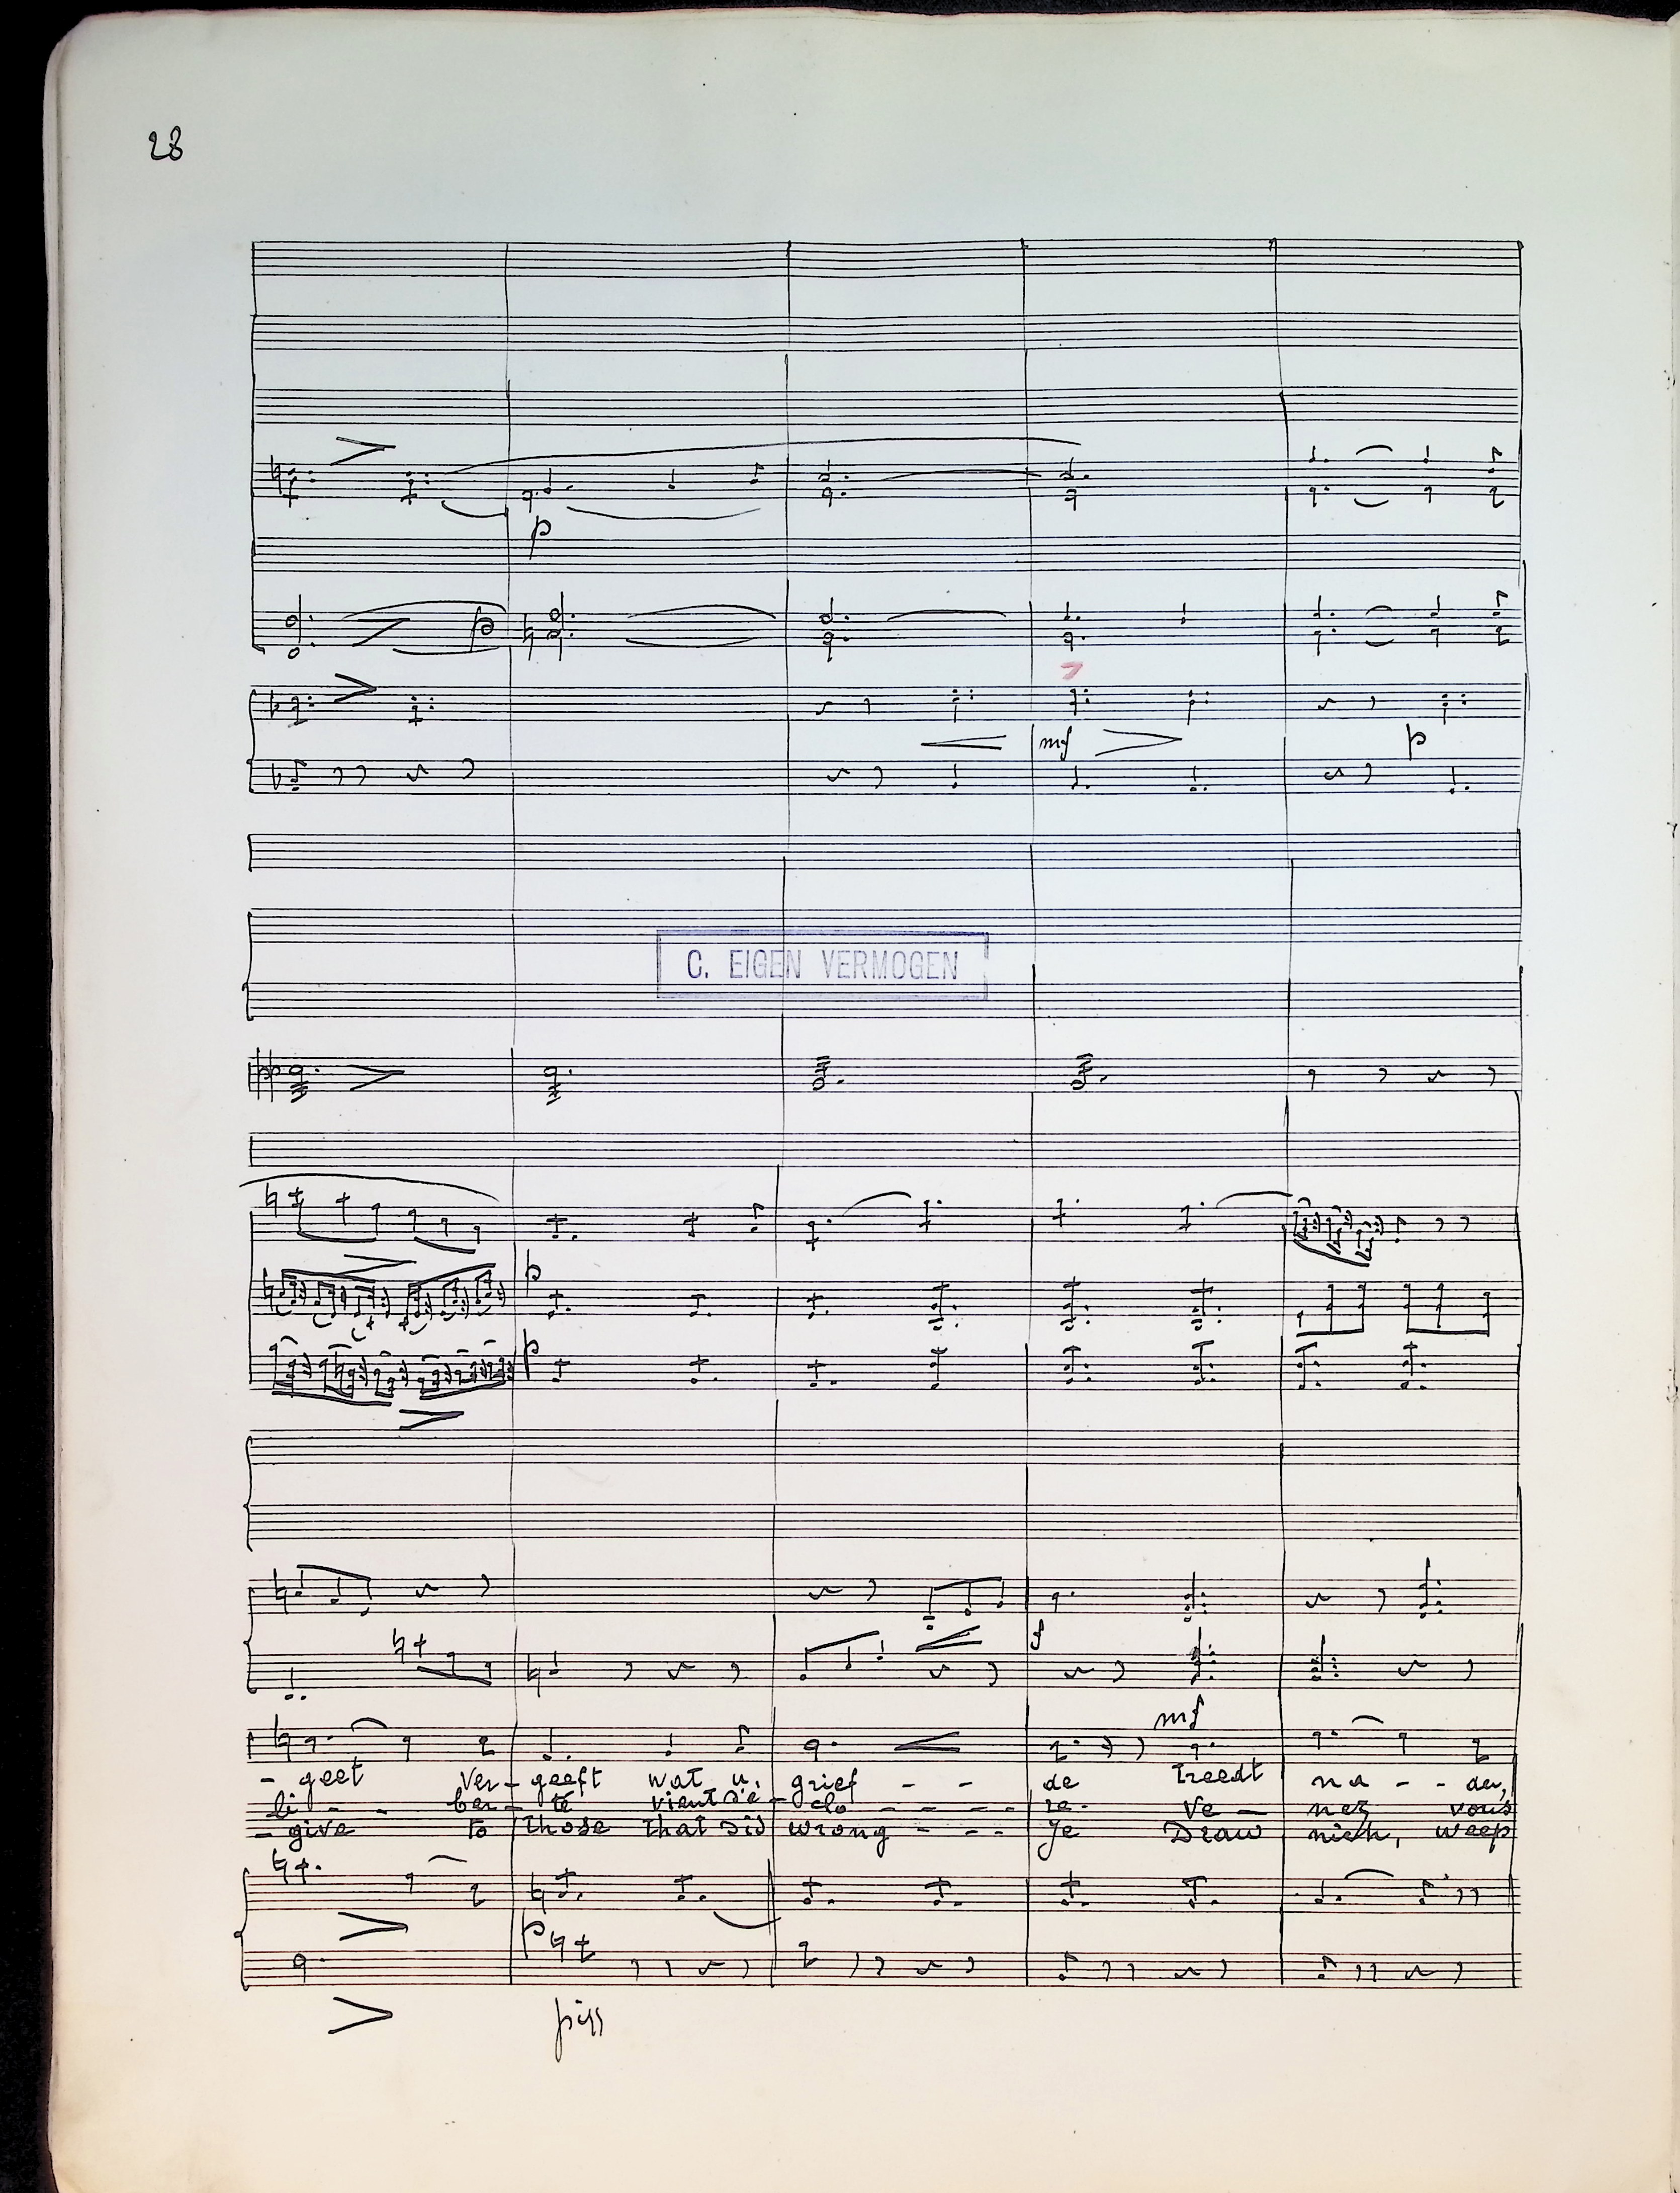 28
p
p
mf p
C. EIGEN VERMOGEN
p
p
f
mf
- geet Ver - geeft wat u. grief - - de treedt na - - der,
li - - ber - té vient d'é - clo - - - - re. Ve - nez vous
- give to those that did wrong - - - ye Draw nich, weep
p
pizz